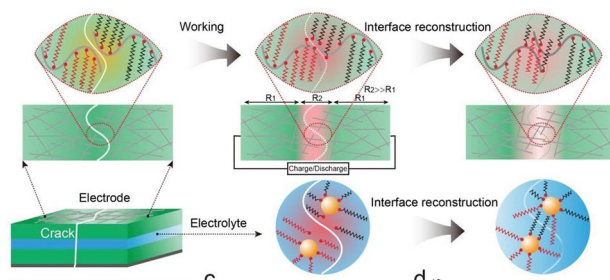 Working
Interface reconstruction
R2>>R1
R1 R2 R1
Charge/Discharge
Electrode
Crack
Electrolyte
Interface reconstruction